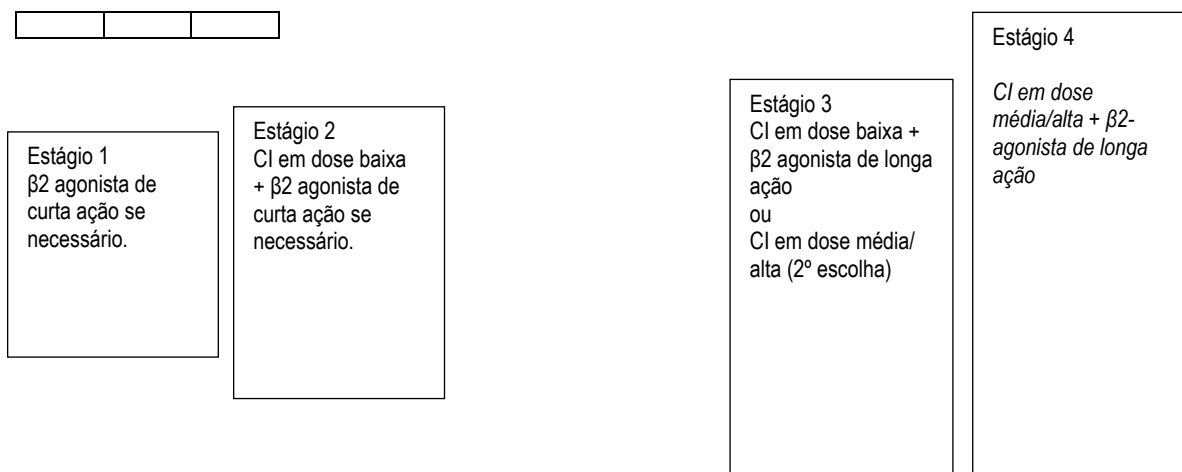 Estágio 1
β2 agonista de
curta ação se
necessário.
Estágio 2
CI em dose baixa
+ β2 agonista de
curta ação se
necessário.
Estágio 3
CI em dose baixa +
β2 agonista de longa
ação
ou
CI em dose média/
alta (2º escolha)
Estágio 4
CI em dose
média/alta + β2-
agonista de longa
ação